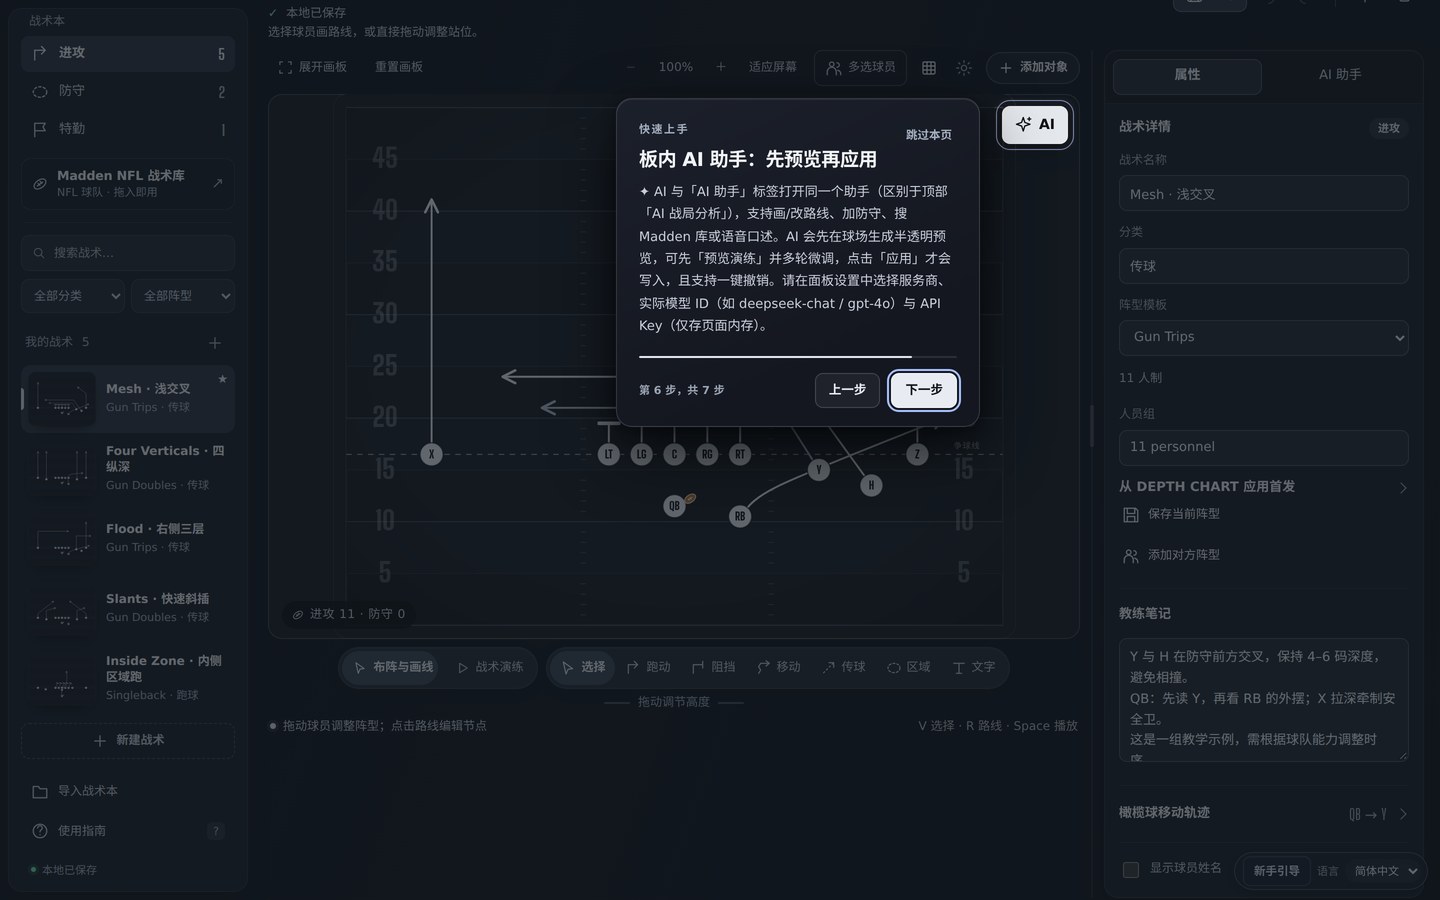 战术本
进攻 5
防守 2
特勤 1
Madden NFL 战术库
NFL 球队 · 拖入即用
搜索战术...
全部分类
全部阵型
我的战术 5
Mesh · 浅交叉
Gun Trips · 传球
Four Verticals · 四
纵深
Gun Doubles · 传球
Flood · 右侧三层
Gun Trips · 传球
Slants · 快速斜插
Gun Doubles · 传球
Inside Zone · 内侧
区域跑
Singleback · 跑球
新建战术
导入战术本
使用指南 ?
本地已保存
✓ 本地已保存
选择球员画路线，或直接拖动调整站位。
展开画板
重置画板
100%
适应屏幕
多选球员
添加对象
AI
快速上手
跳过本页
板内 AI 助手：先预览再应用
✦ AI 与「AI 助手」标签打开同一个助手（区别于顶部
「AI 战局分析」），支持画/改路线、加防守、搜
Madden 库或语音口述。AI 会先在球场生成半透明预
览，可先「预览演练」并多轮微调，点击「应用」才会
写入，且支持一键撤销。请在面板设置中选择服务商、
实际模型 ID（如 deepseek-chat / gpt-4o）与 API
Key（仅存页面内存）。
第 6 步，共 7 步
上一步
下一步
45
40
35
30
25
20
15
10
5
争球线
15
10
5
X
LT
LG
C
RG
RT
Y
Z
H
QB
RB
进攻 11 · 防守 0
布阵与画线
战术演练
选择
跑动
阻挡
移动
传球
区域
文字
拖动调节高度
拖动球员调整阵型；点击路线编辑节点
V 选择 · R 路线 · Space 播放
属性
AI 助手
战术详情
进攻
战术名称
Mesh · 浅交叉
分类
传球
阵型模板
Gun Trips
11 人制
人员组
11 personnel
从 DEPTH CHART 应用首发
保存当前阵型
添加对方阵型
教练笔记
Y 与 H 在防守前方交叉，保持 4–6 码深度，
避免相撞。
QB：先读 Y，再看 RB 的外摆；X 拉深牵制安
全卫。
这是一组教学示例，需根据球队能力调整时
序。
橄榄球移动轨迹
QB → Y
显示球员姓名
新手引导
语言
简体中文